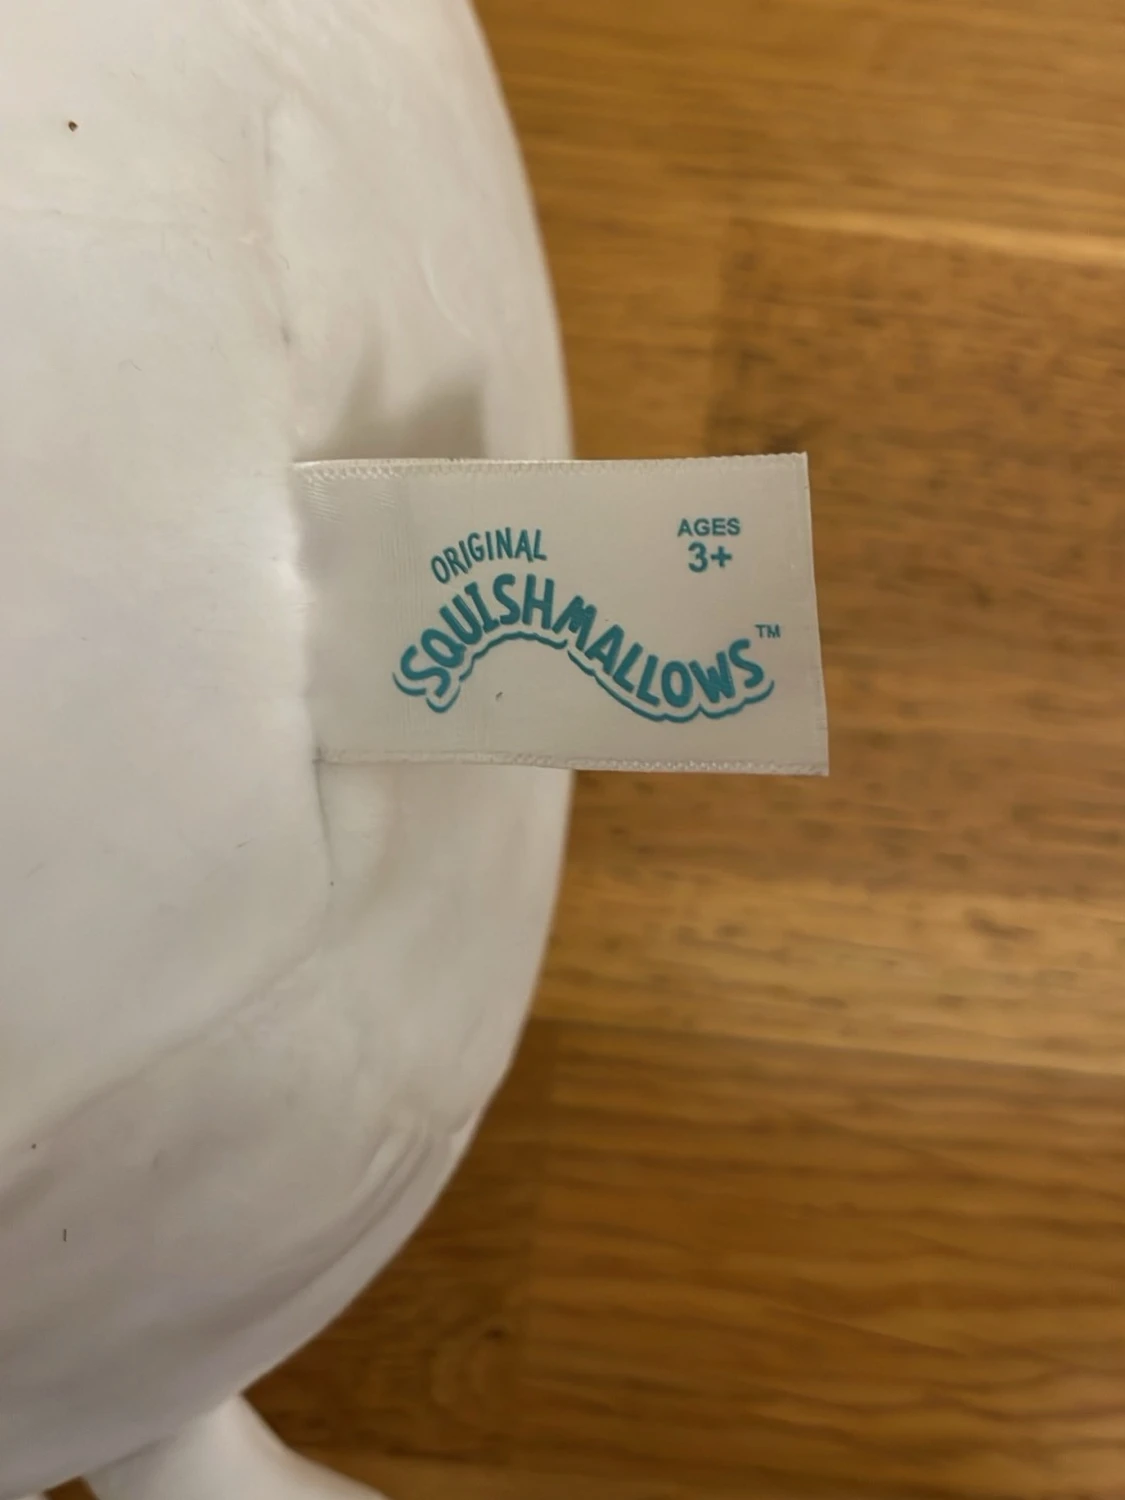 ORIGINAL
SQUISHMALLOWS™
AGES
3+